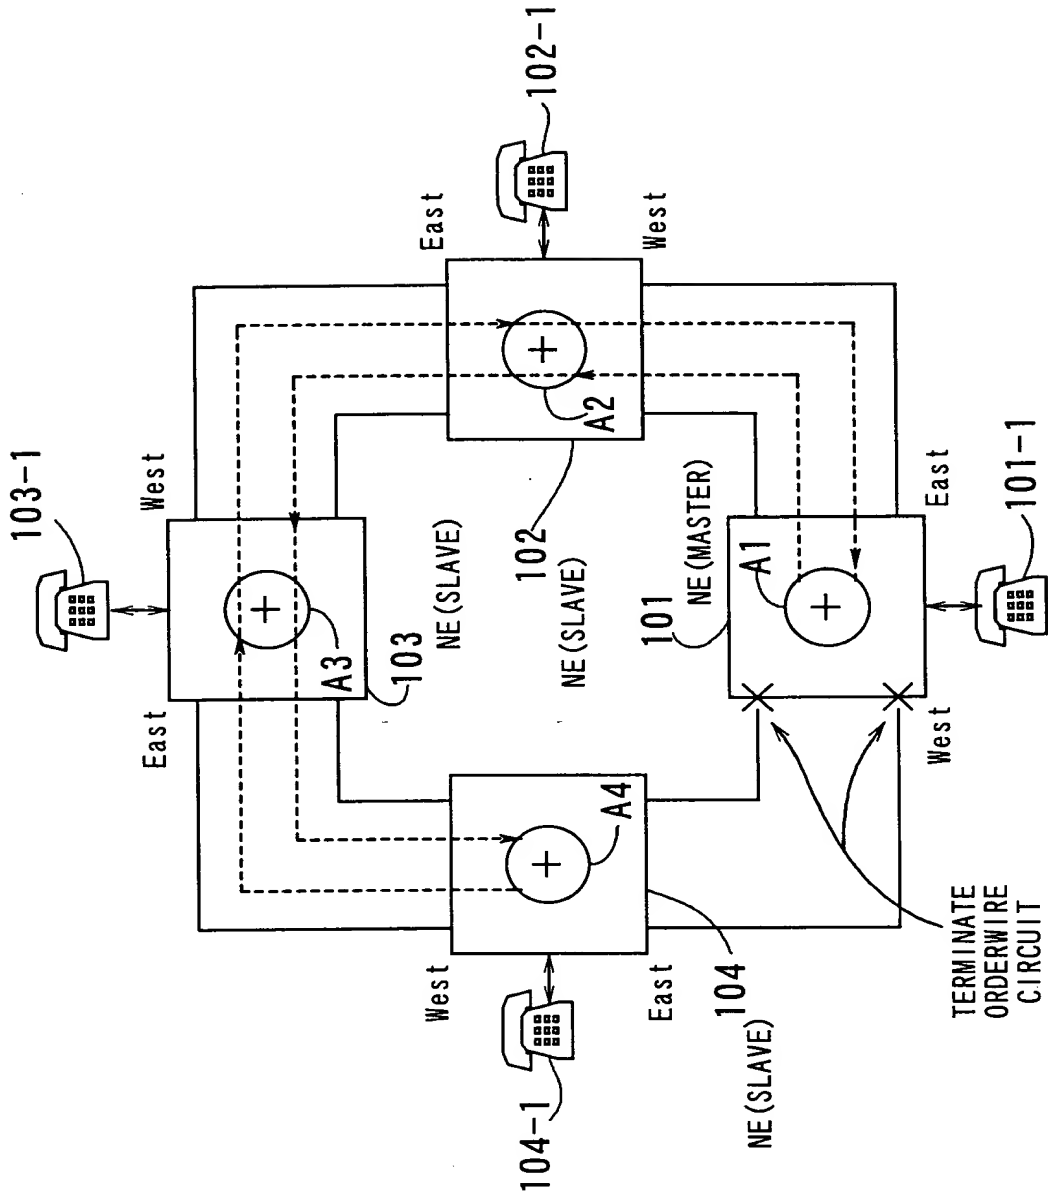 103-1
East
West
A3
103
NE(SLAVE)
104-1
West
East
A4
104
NE(SLAVE)
102-1
East
West
A2
102
NE(SLAVE)
101
NE(MASTER)
A1
West
East
101-1
TERMINATE
ORDERWIRE
CIRCUIT